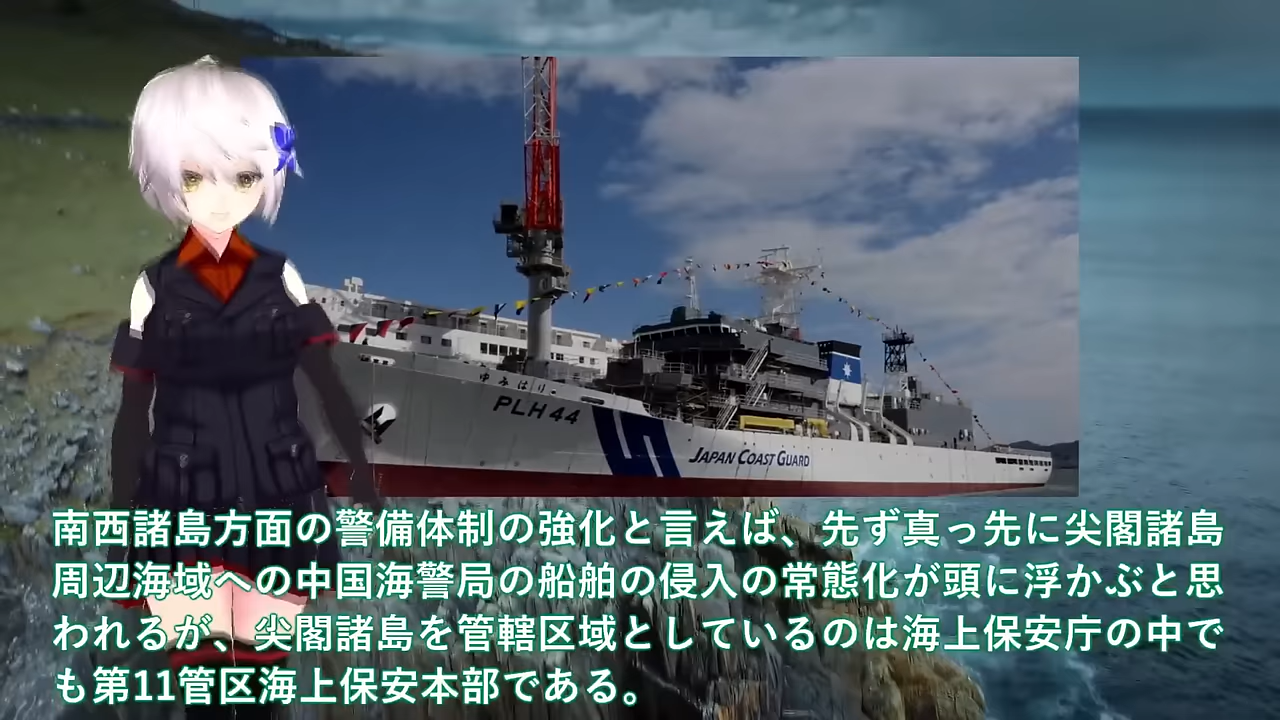 ゆみはり
PLH44
JAPAN COAST GUARD
南西諸島方面の警備体制の強化と言えば、先ず真っ先に尖閣諸島
周辺海域への中国海警局の船舶の侵入の常態化が頭に浮かぶと思
われるが、尖閣諸島を管轄区域としているのは海上保安庁の中で
も第11管区海上保安本部である。